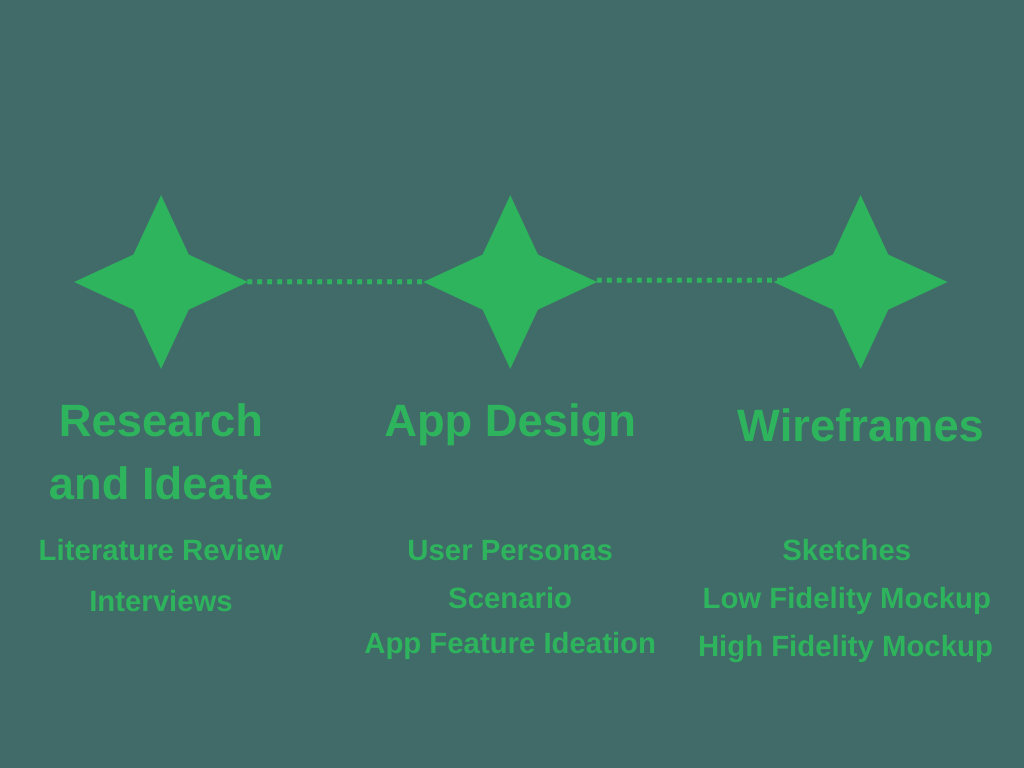 Research
and Ideate
Literature Review
Interviews
App Design
User Personas
Scenario
App Feature Ideation
Wireframes
Sketches
Low Fidelity Mockup
High Fidelity Mockup